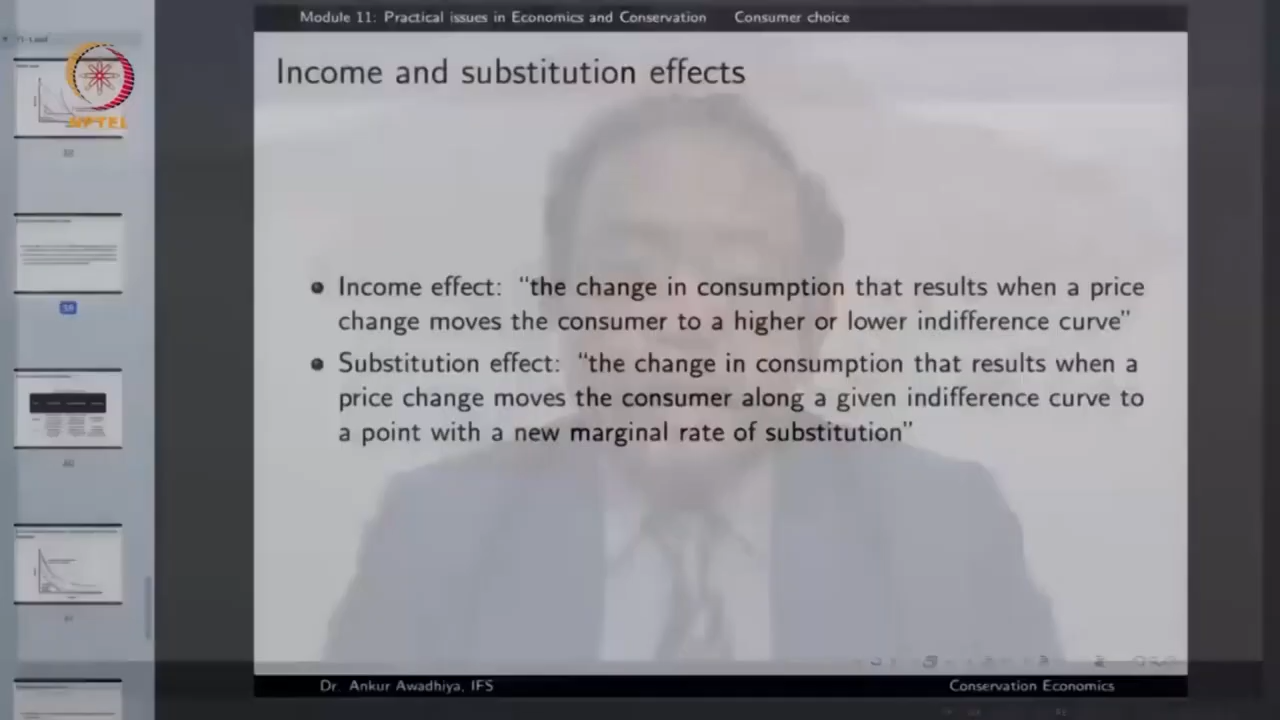 Module 11: Practical issues in Economics and Conservation Consumer choice
Income and substitution effects
NPTEL
• Income effect: “the change in consumption that results when a price
change moves the consumer to a higher or lower indifference curve”
• Substitution effect: “the change in consumption that results when a
price change moves the consumer along a given indifference curve to
a point with a new marginal rate of substitution”
Dr. Ankur Awadhiya, IFS Conservation Economics